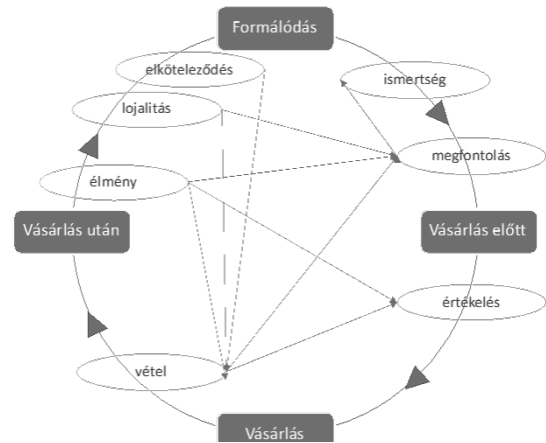 Formálódás
elköteleződés
ismertség
lojalitás
megfontolás
élmény
Vásárlás után
Vásárlás előtt
értékelés
vétel
Vásárlás